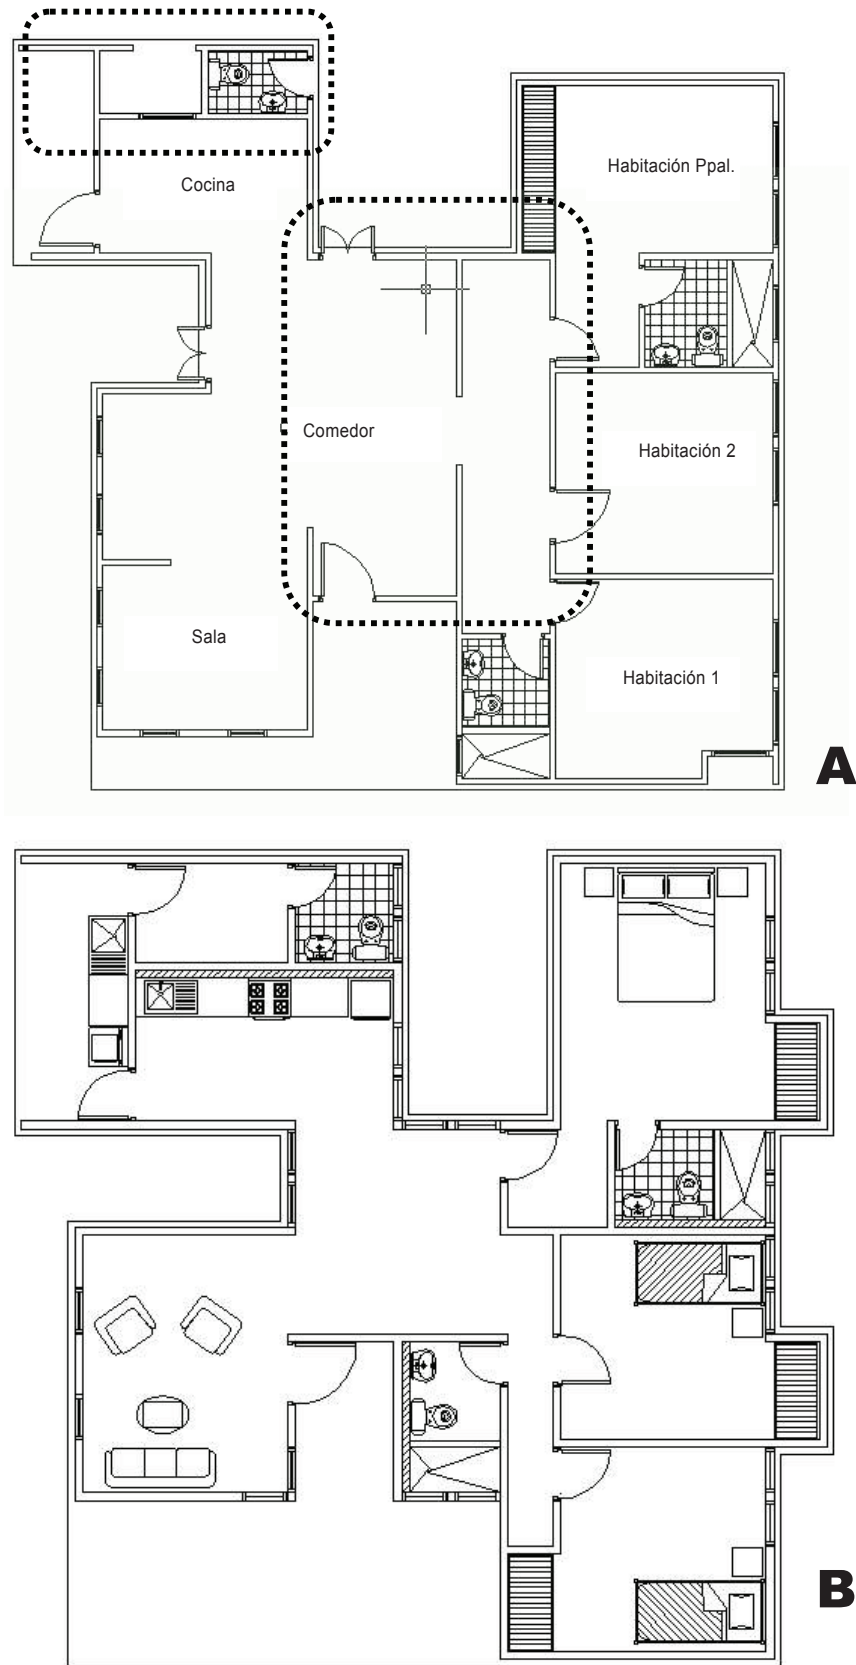 Habitación Ppal.
Cocina
Comedor
Habitación 2
Sala
Habitación 1
A
B